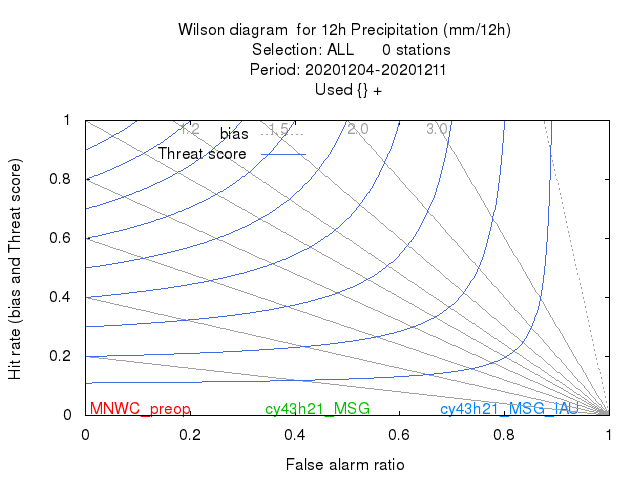 Wilson diagram  for 12h Precipitation (mm/12h)
Selection: ALL      0 stations
Period: 20201204-20201211
Used {} +
Hit rate (bias and Threat score)
1
0.8
0.6
0.4
0.2
0
1.2
1.5
2.0
3.0
bias
Threat score
MNWC_preop
cy43h21_MSG
cy43h21_MSG_IAU
0 0.2 0.4 0.6 0.8 1
False alarm ratio